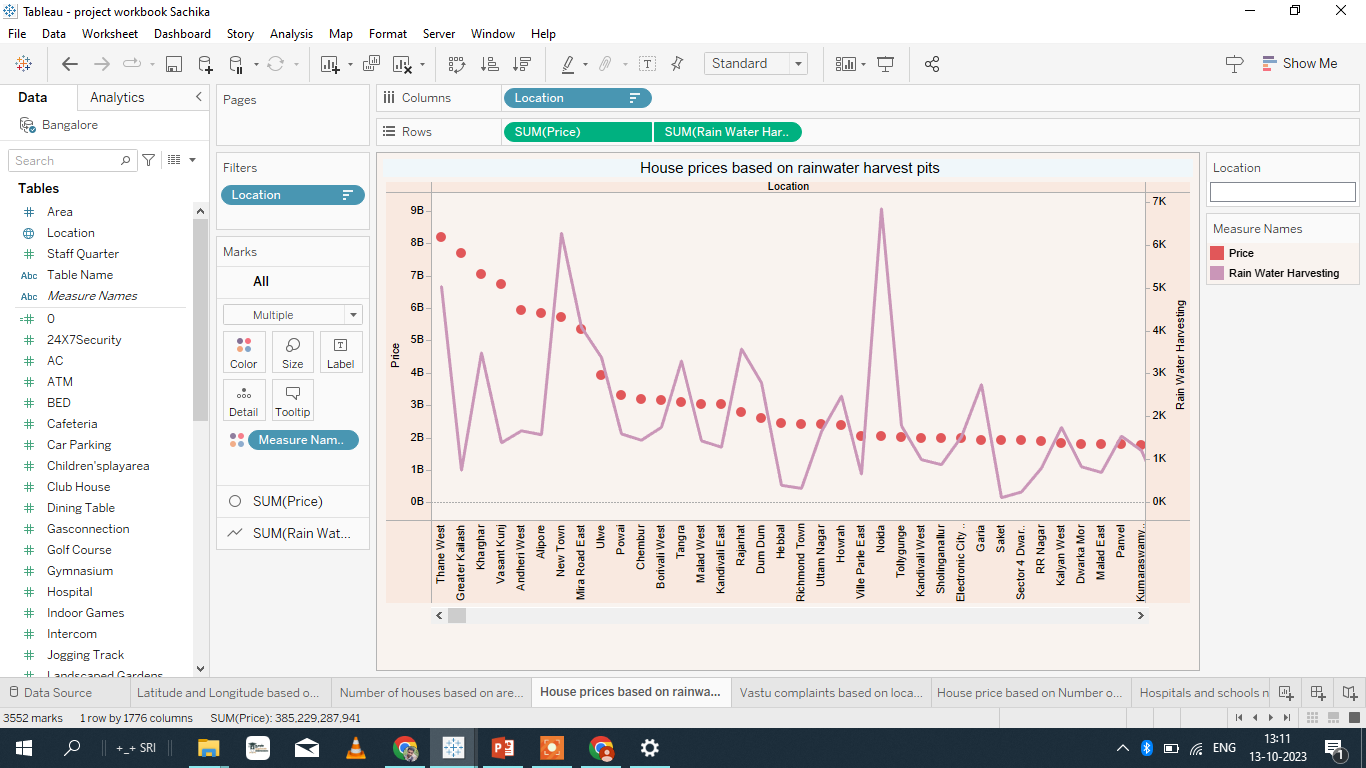 Tableau - project workbook Sachika
File Data Worksheet Dashboard Story Analysis Map Format Server Window Help
Standard
Show Me
Data Analytics
Bangalore
Search
Tables
Area
Location
Staff Quarter
Abc Table Name
Abc Measure Names
0
24X7Security
AC
ATM
BED
Cafeteria
Car Parking
Children'splayarea
Club House
Dining Table
Gasconnection
Golf Course
Gymnasium
Hospital
Indoor Games
Intercom
Jogging Track
Landscaped Gardens
Pages
Filters
Location
Marks
All
Multiple
Color Size Label
Detail Tooltip
Measure Nam..
SUM(Price)
SUM(Rain Wat...
Columns Location
Rows SUM(Price) SUM(Rain Water Har..
House prices based on rainwater harvest pits
Location
Price
9B
8B
7B
6B
5B
4B
3B
2B
1B
0B
7K
6K
5K
4K
3K
2K
1K
0K
Rain Water Harvesting
Thane West
Greater Kailash
Kharghar
Vasant Kunj
Andheri West
Alipore
New Town
Mira Road East
Ulwe
Powai
Chembur
Borivali West
Tangra
Malad West
Kandivali East
Rajarhat
Dum Dum
Hebbal
Richmond Town
Uttam Nagar
Howrah
Ville Parle East
Noida
Tollygunge
Kandivali West
Sholinganallur
Electronic City ..
Garia
Saket
Sector 4 Dwar..
RR Nagar
Kalyan West
Dwarka Mor
Malad East
Panvel
Kumaraswamy..
Location
Measure Names
Price
Rain Water Harvesting
Data Source
Latitude and Longitude based o...
Number of houses based on are...
House prices based on rainwa...
Vastu complaints based on loca...
House price based on Number o...
Hospitals and schools n
3552 marks 1 row by 1776 columns SUM(Price): 385,229,287,941
+_+ SRI
ENG
13:11
13-10-2023
1